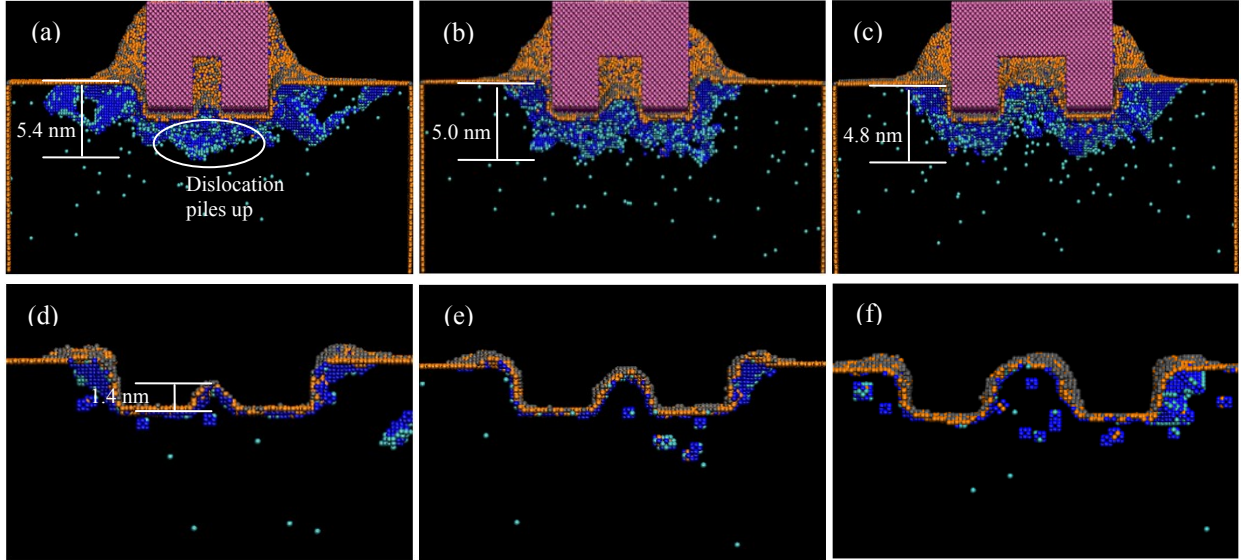 (a)
(b)
(c)
5.4 nm
5.0 nm
4.8 nm
Dislocation
piles up
(d)
(e)
(f)
1.4 nm